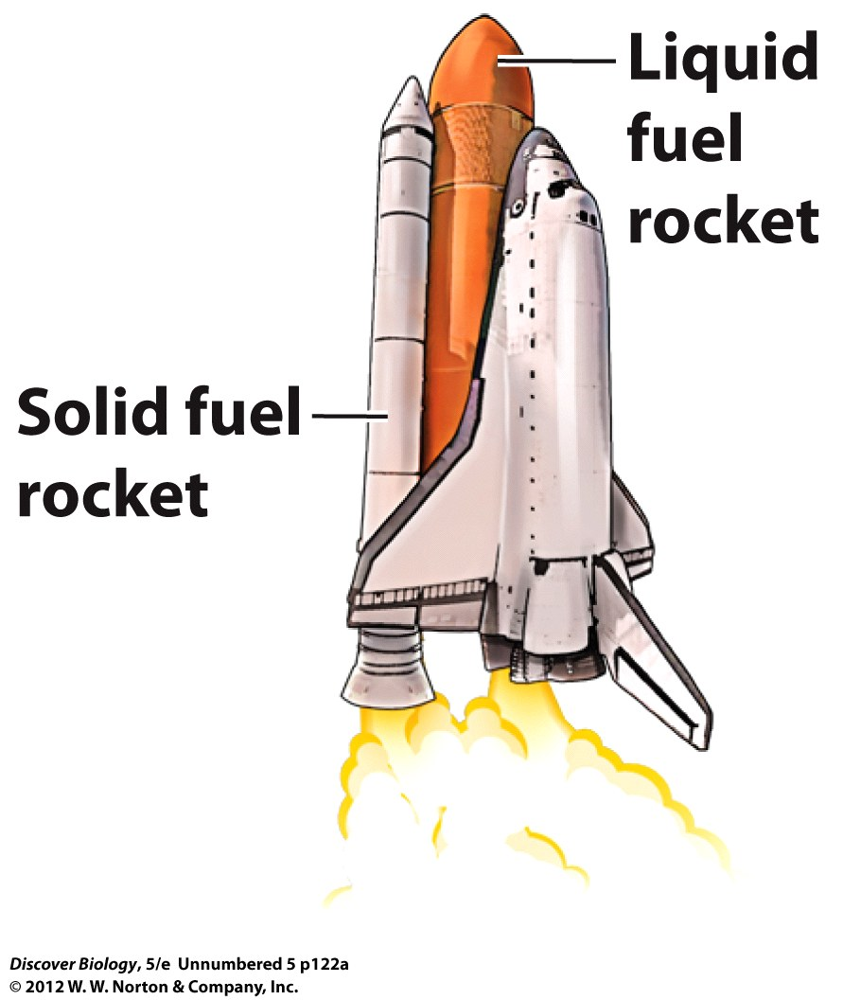 Liquid
fuel
rocket
Solid fuel
rocket
Discover Biology, 5/e Unnumbered 5 p122a
© 2012 W. W. Norton & Company, Inc.